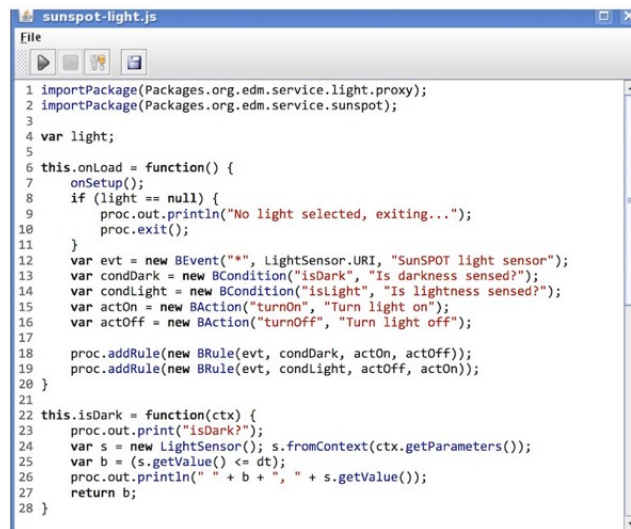 sunspot-light.js
File
1 importPackage(Packages.org.edm.service.light.proxy);
2 importPackage(Packages.org.edm.service.sunspot);
3
4 var light;
5
6 this.onLoad = function() {
7     onSetup();
8     if (light == null) {
9         proc.out.println("No light selected, exiting...");
10         proc.exit();
11     }
12     var evt = new BEvent("*", LightSensor.URI, "SunSPOT light sensor");
13     var condDark = new BCondition("isDark", "Is darkness sensed?");
14     var condLight = new BCondition("isLight", "Is lightness sensed?");
15     var actOn = new BAction("turnOn", "Turn light on");
16     var actOff = new BAction("turnOff", "Turn light off");
17
18     proc.addRule(new BRule(evt, condDark, actOn, actOff));
19     proc.addRule(new BRule(evt, condLight, actOff, actOn));
20 }
21
22 this.isDark = function(ctx) {
23     proc.out.print("isDark?");
24     var s = new LightSensor(); s.fromContext(ctx.getParameters());
25     var b = (s.getValue() <= dt);
26     proc.out.println(" " + b + ", " + s.getValue());
27     return b;
28 }